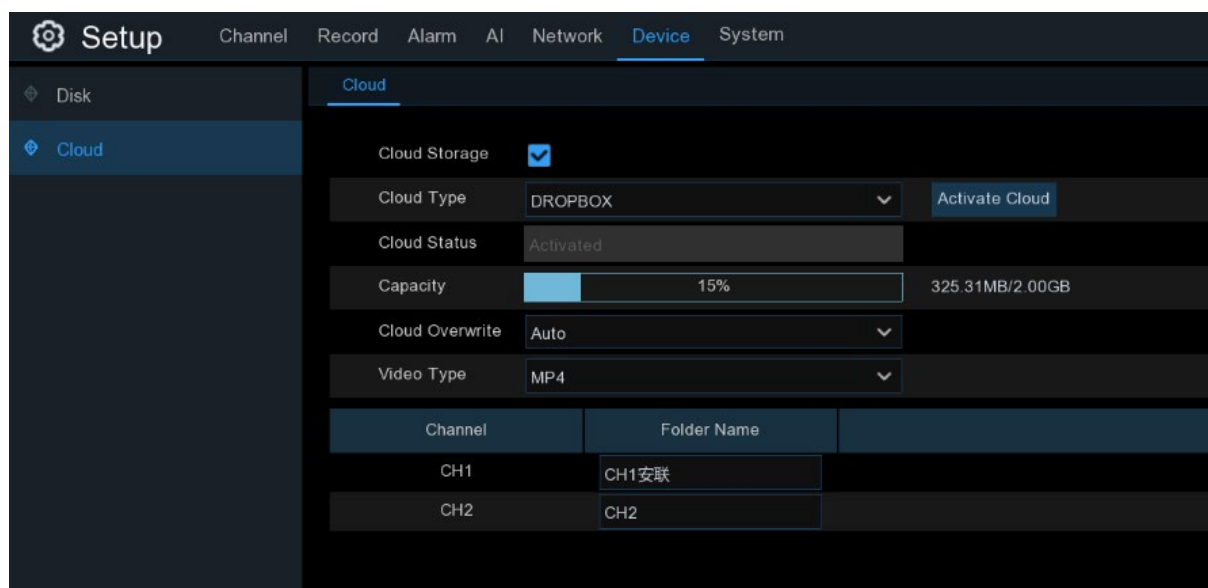 Setup Channel Record Alarm AI Network Device System
Disk
Cloud
Cloud
Cloud Storage
Cloud Type DROPBOX Activate Cloud
Cloud Status Activated
Capacity 15% 325.31MB/2.00GB
Cloud Overwrite Auto
Video Type MP4
Channel Folder Name
CH1 CH1安联
CH2 CH2